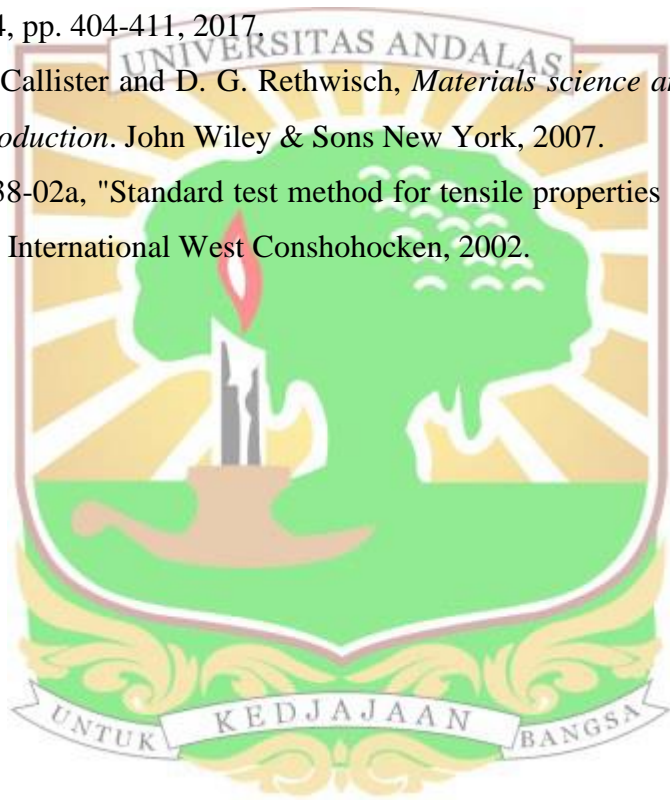 4, pp. 404-411, 2017.
UNIVERSITAS ANDALAS
Callister and D. G. Rethwisch, Materials science a
oduction. John Wiley & Sons New York, 2007.
38-02a, "Standard test method for tensile properties
International West Conshohocken, 2002.
UNTUK KEDJAJAAN BANGSA